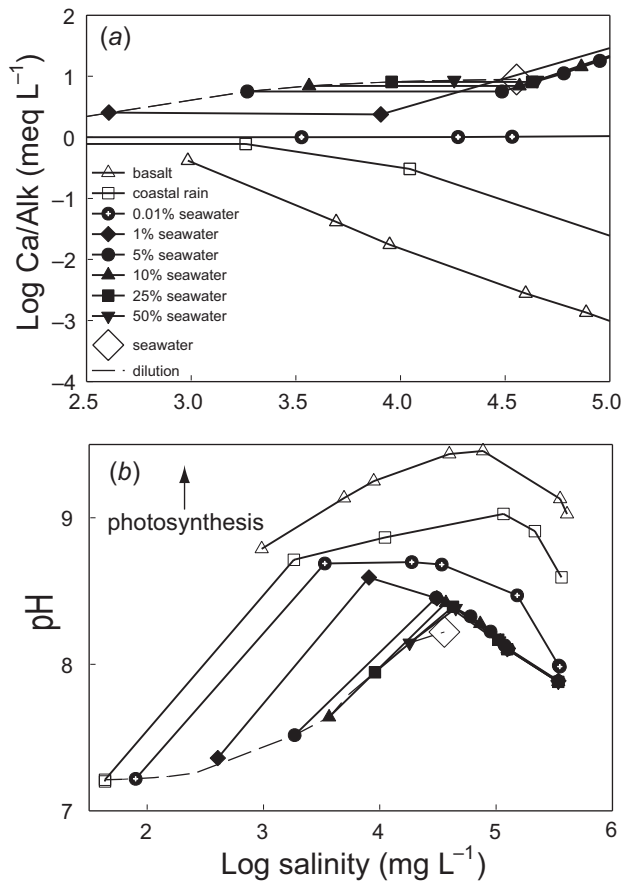 (a)
Log Ca/Alk (meq L⁻¹)
2
1
0
–1
–2
–3
–4
basalt
coastal rain
0.01% seawater
1% seawater
5% seawater
10% seawater
25% seawater
50% seawater
seawater
dilution
2.5 3.0 3.5 4.0 4.5 5.0
(b)
photosynthesis
pH
9
8
7
2 3 4 5 6
Log salinity (mg L⁻¹)